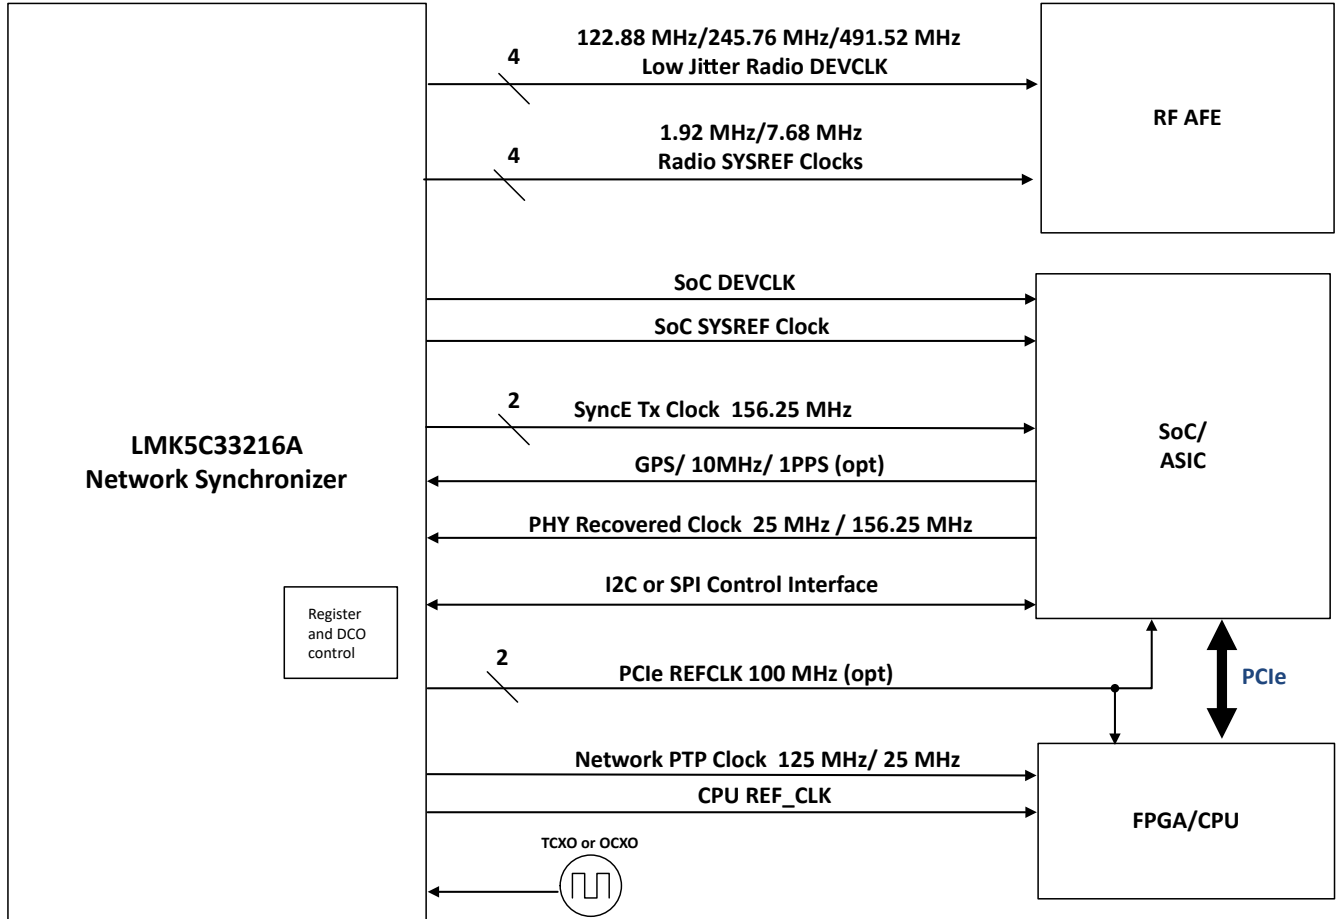 122.88 MHz/245.76 MHz/491.52 MHz
4
Low Jitter Radio DEVCLK
RF AFE
1.92 MHz/7.68 MHz
4
Radio SYSREF Clocks
SoC DEVCLK
SoC SYSREF Clock
2
SyncE Tx Clock 156.25 MHz
LMK5C33216A
Network Synchronizer
SoC/
ASIC
GPS/ 10MHz/ 1PPS (opt)
PHY Recovered Clock 25 MHz / 156.25 MHz
I2C or SPI Control Interface
Register
and DCO
control
2
PCIe REFCLK 100 MHz (opt)
PCIe
Network PTP Clock 125 MHz/ 25 MHz
CPU REF_CLK
FPGA/CPU
TCXO or OCXO